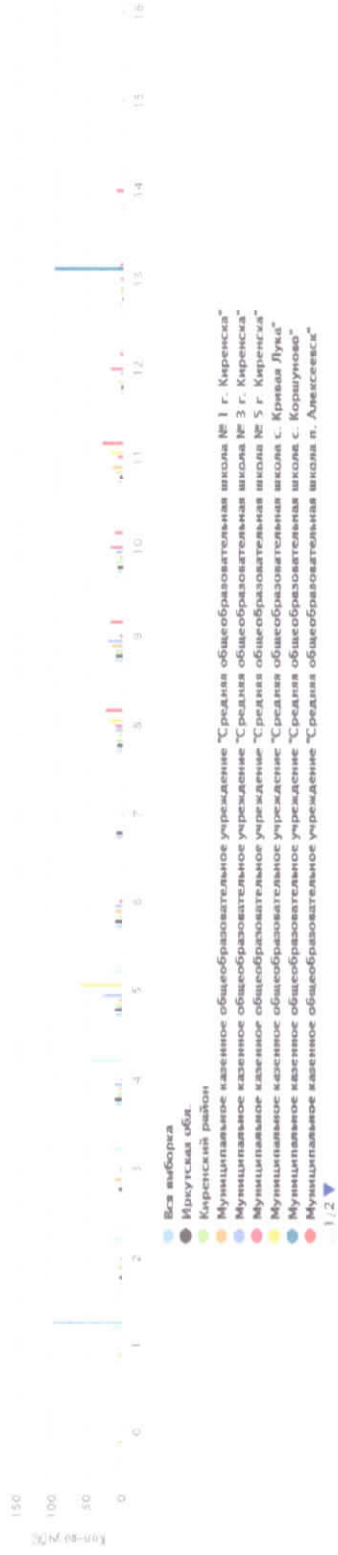 Кол-во уч.
150
100
50
0
0 1 2 3 4 5 6 7 8 9 10 11 12 13 14 15 16
Вся выборка
Иркутская обл.
Киренский район
Муниципальное казенное общеобразовательное учреждение "Средняя общеобразовательная школа № 1 г. Киренска"
Муниципальное казенное общеобразовательное учреждение "Средняя общеобразовательная школа № 3 г. Киренска"
Муниципальное казенное общеобразовательное учреждение "Средняя общеобразовательная школа № 5 г. Киренска"
Муниципальное казенное общеобразовательное учреждение "Средняя общеобразовательная школа с. Кривая Лука"
Муниципальное казенное общеобразовательное учреждение "Средняя общеобразовательная школа с. Коршуново"
Муниципальное казенное общеобразовательное учреждение "Средняя общеобразовательная школа п. Алексеевск"
1/2